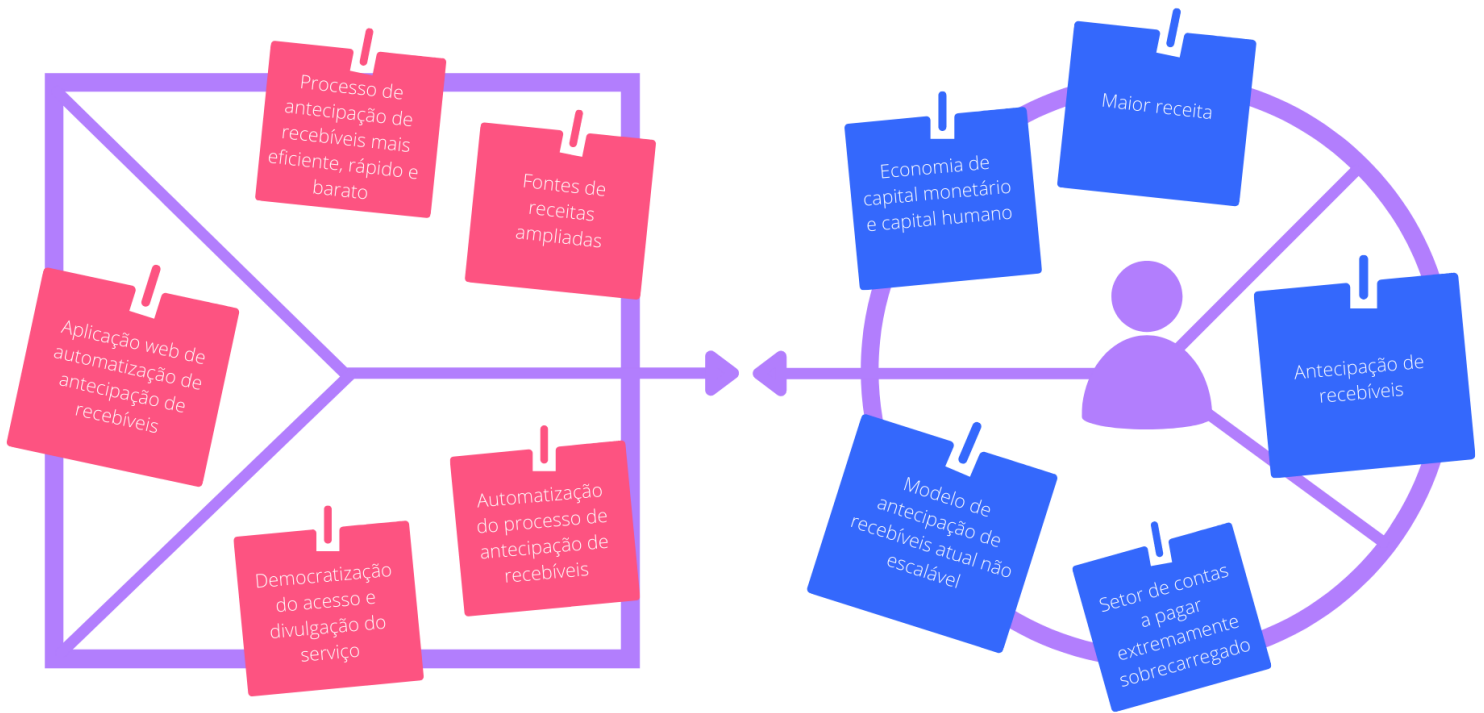 Processo de
antecipação de
recebíveis mais
eficiente, rápido e
barato
Fontes de
receitas
ampliadas
Aplicação web de
automatização de
antecipação de
recebíveis
Automatização
do processo de
antecipação de
recebíveis
Democratização
do acesso e
divulgação do
serviço
Maior receita
Economia de
capital monetário
e capital humano
Antecipação de
recebíveis
Modelo de
antecipação de
recebíveis atual não
escalável
Setor de contas
a pagar
extremamente
sobrecarregado